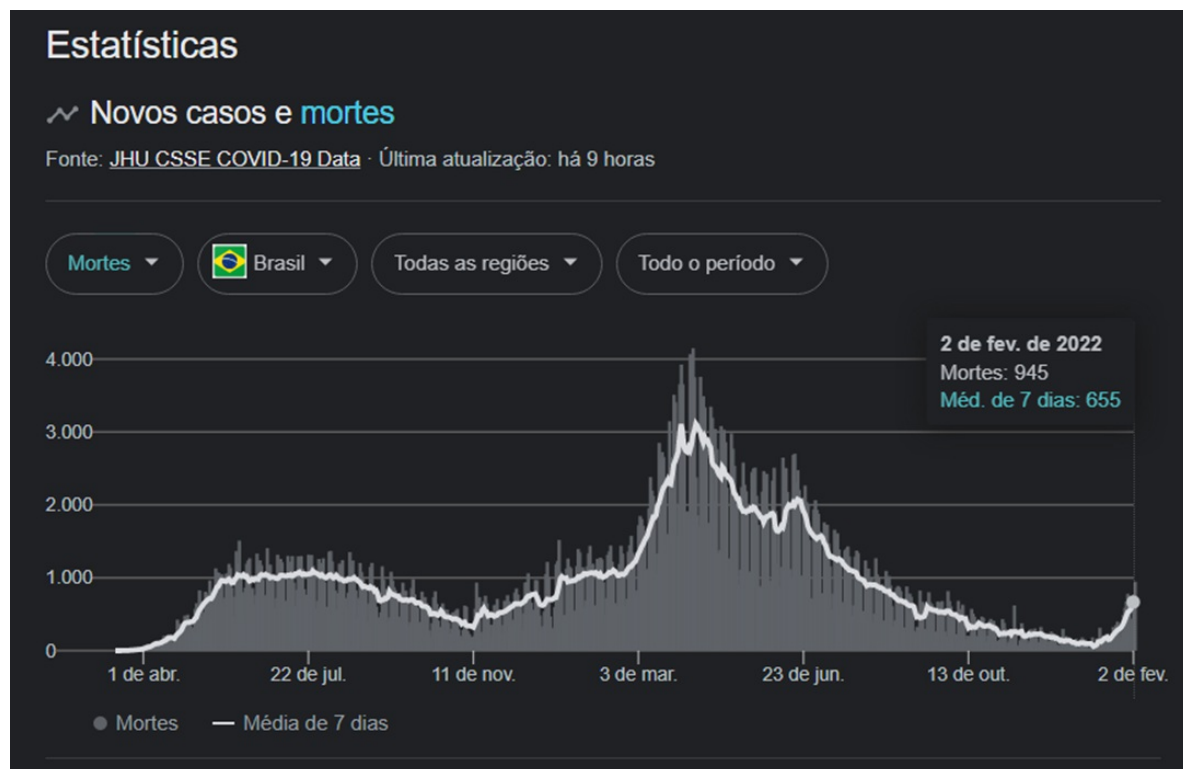 Estatísticas
Novos casos e mortes
Fonte: JHU CSSE COVID-19 Data · Última atualização: há 9 horas
Mortes Brasil Todas as regiões Todo o período
2 de fev. de 2022
Mortes: 945
Méd. de 7 dias: 655
4.000
3.000
2.000
1.000
0
1 de abr. 22 de jul. 11 de nov. 3 de mar. 23 de jun. 13 de out. 2 de fev.
Mortes Média de 7 dias